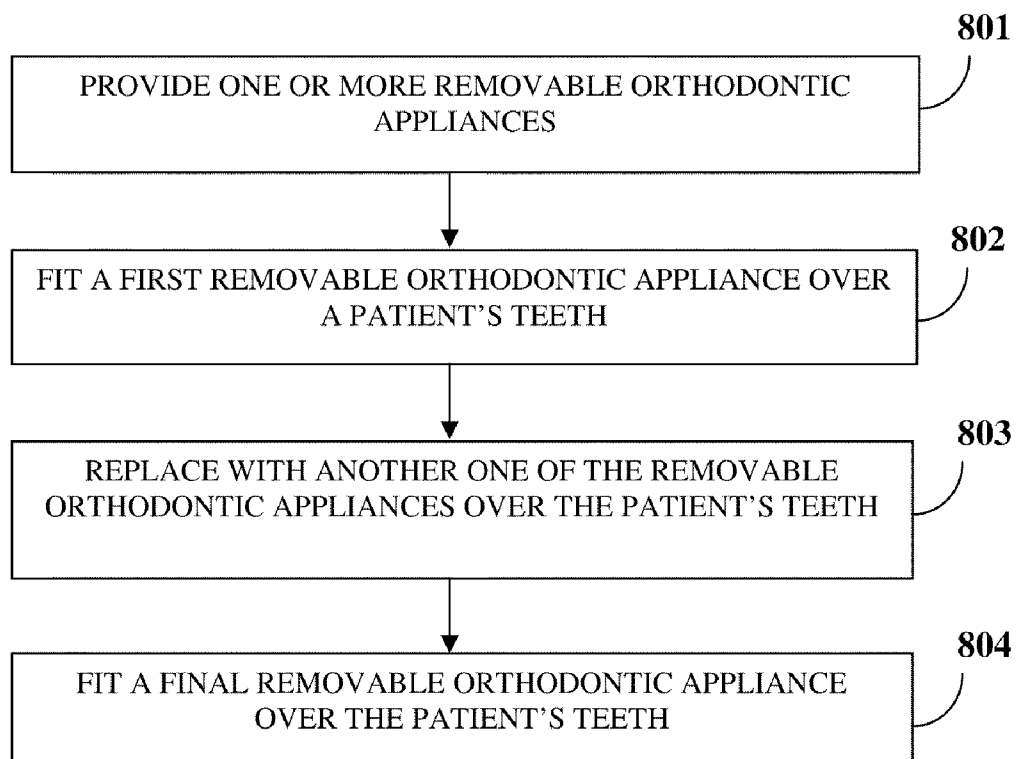 801
PROVIDE ONE OR MORE REMOVABLE ORTHODONTIC
APPLIANCES
802
FIT A FIRST REMOVABLE ORTHODONTIC APPLIANCE OVER
A PATIENT'S TEETH
803
REPLACE WITH ANOTHER ONE OF THE REMOVABLE
ORTHODONTIC APPLIANCES OVER THE PATIENT'S TEETH
804
FIT A FINAL REMOVABLE ORTHODONTIC APPLIANCE
OVER THE PATIENT'S TEETH